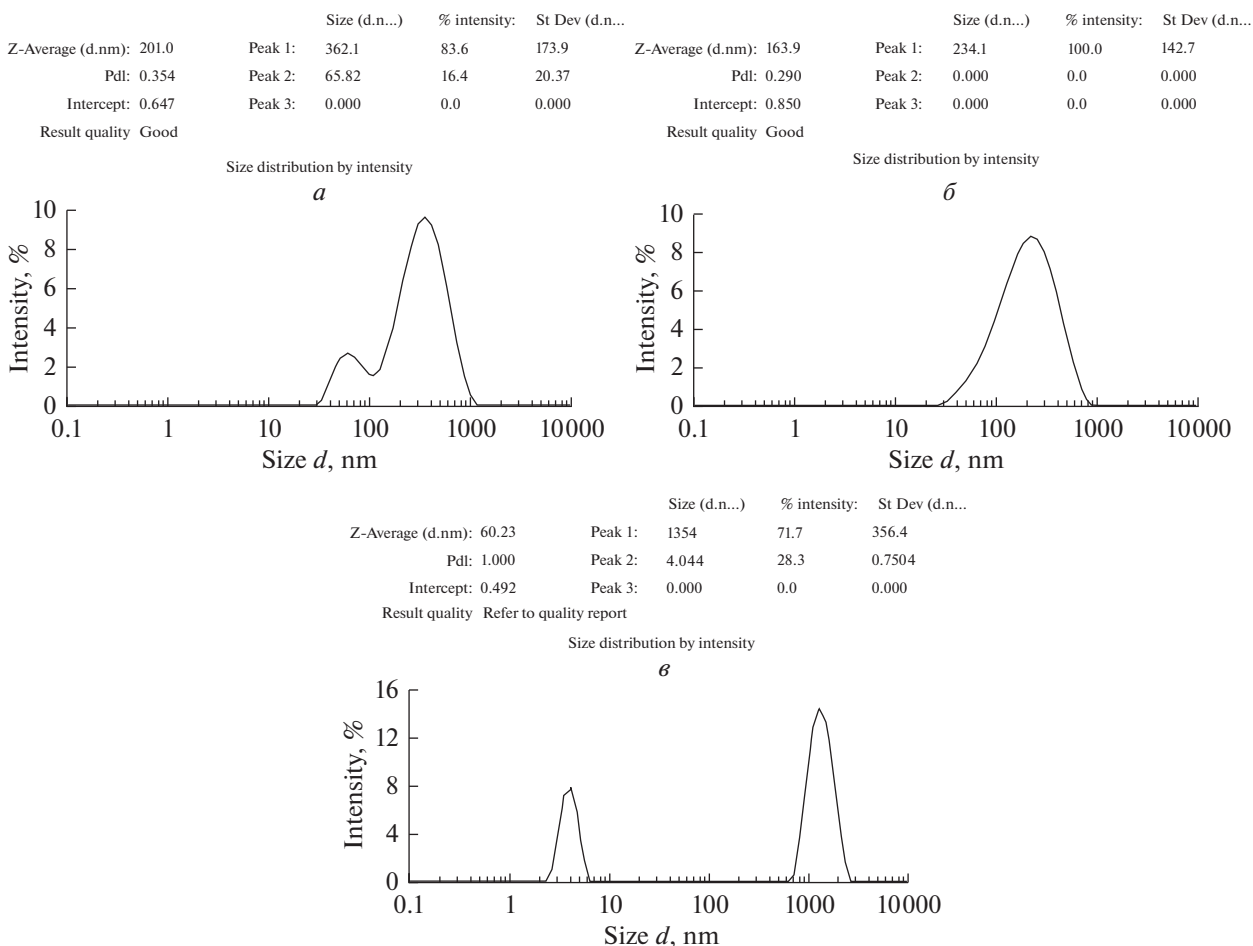 Size (d.n...) % intensity: St Dev (d.n...
Z-Average (d.nm): 201.0 Peak 1: 362.1 83.6 173.9
PdI: 0.354 Peak 2: 65.82 16.4 20.37
Intercept: 0.647 Peak 3: 0.000 0.0 0.000
Result quality Good
Size distribution by intensity
а
10
8
6
4
2
0
Intensity, %
0.1 1 10 100 1000 10000
Size d, nm
Size (d.n...) % intensity: St Dev (d.n...
Z-Average (d.nm): 163.9 Peak 1: 234.1 100.0 142.7
PdI: 0.290 Peak 2: 0.000 0.0 0.000
Intercept: 0.850 Peak 3: 0.000 0.0 0.000
Result quality Good
Size distribution by intensity
б
10
8
6
4
2
0
Intensity, %
0.1 1 10 100 1000 10000
Size d, nm
Size (d.n...) % intensity: St Dev (d.n...
Z-Average (d.nm): 60.23 Peak 1: 1354 71.7 356.4
PdI: 1.000 Peak 2: 4.044 28.3 0.7504
Intercept: 0.492 Peak 3: 0.000 0.0 0.000
Result quality Refer to quality report
Size distribution by intensity
в
16
12
8
4
0
Intensity, %
0.1 1 10 100 1000 10000
Size d, nm